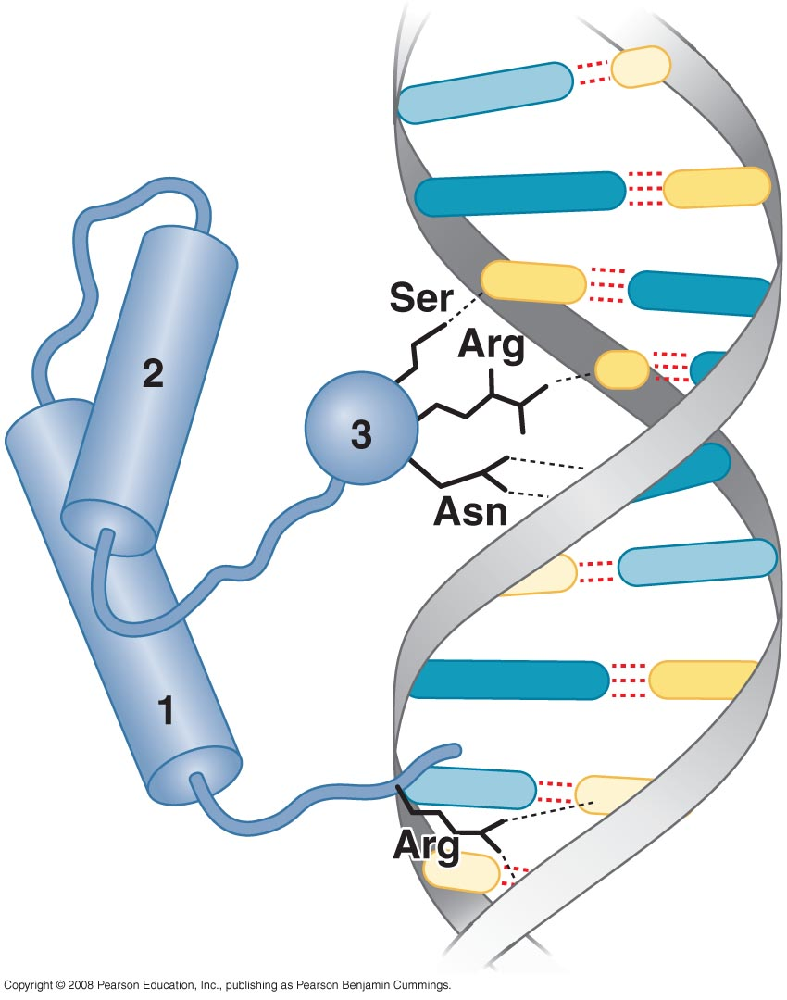 Ser
Arg
2
3
Asn
1
Arg
Copyright © 2008 Pearson Education, Inc., publishing as Pearson Benjamin Cummings.